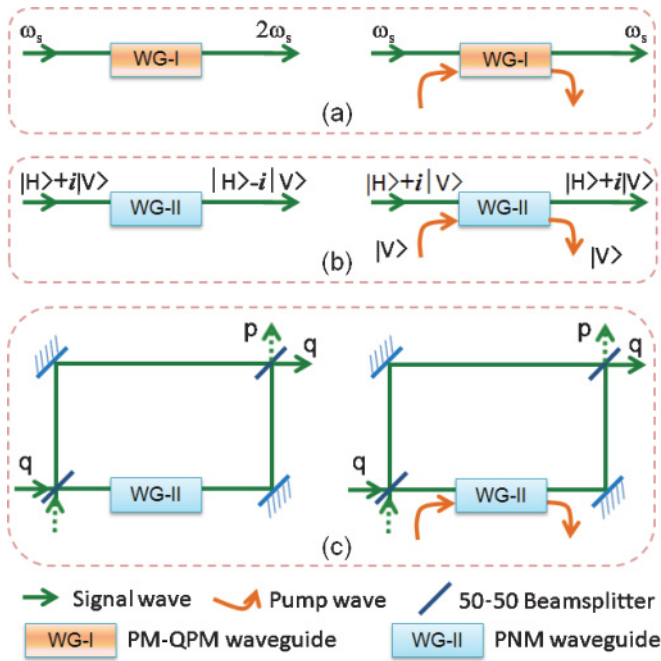 ωs 2ωs ωs ωs
WG-I WG-I
(a)
|H>+i|V> |H>-i|V> |H>+i|V> |H>+i|V>
WG-II WG-II
|V> |V>
(b)
p q p q
q q
WG-II WG-II
(c)
Signal wave Pump wave 50-50 Beamsplitter
WG-I PM-QPM waveguide WG-II PNM waveguide